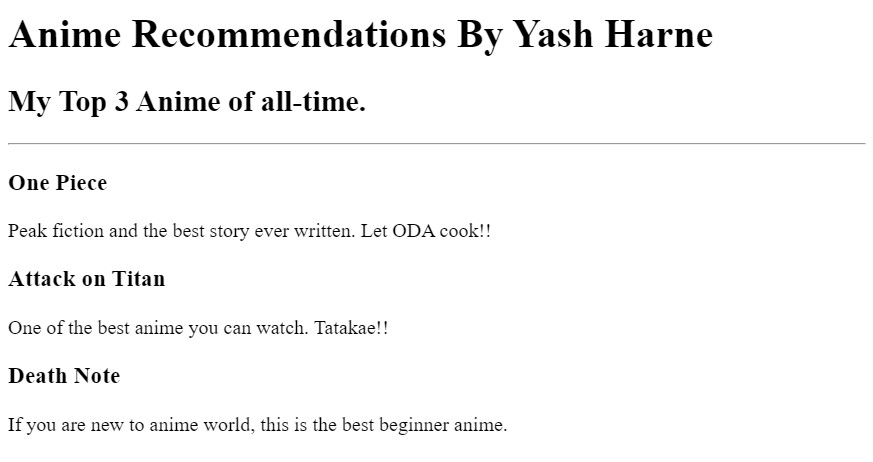 Anime Recommendations By Yash Harne
My Top 3 Anime of all-time.
One Piece
Peak fiction and the best story ever written. Let ODA cook!!
Attack on Titan
One of the best anime you can watch. Tatakae!!
Death Note
If you are new to anime world, this is the best beginner anime.